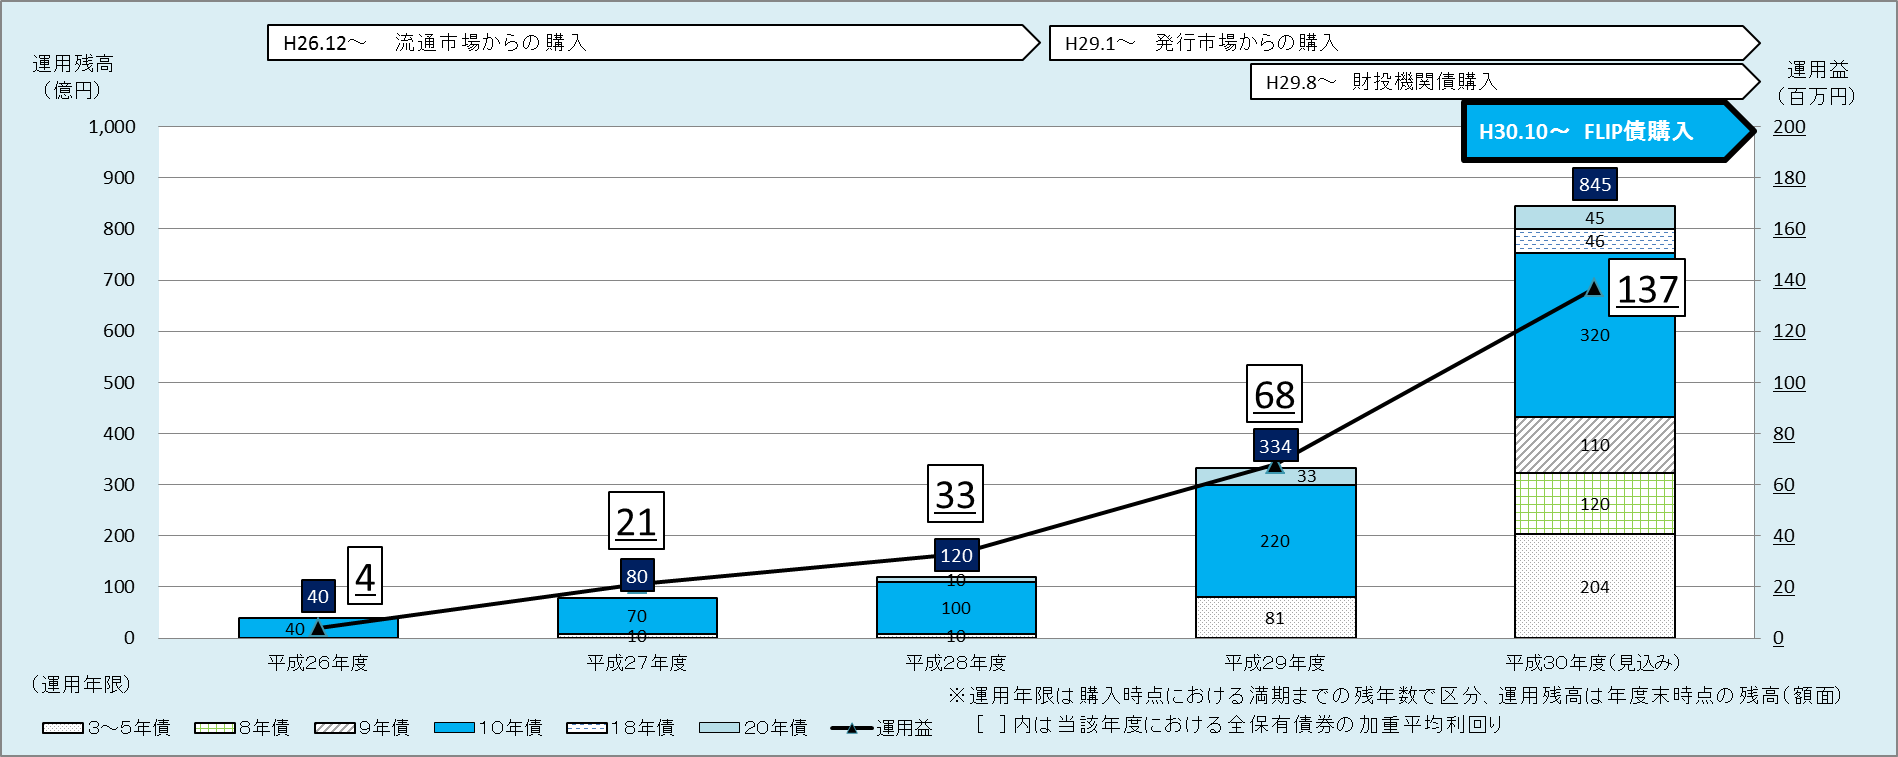 H26.12～　流通市場からの購入
H29.1～　発行市場からの購入
H29.8～　財投機関債購入
H30.10～　FLIP債購入
運用残高
（億円）
運用益
（百万円）
1,000
900
800
700
600
500
400
300
200
100
0
200
180
160
140
120
100
80
60
40
20
0
40
4
40
21
80
70
10
33
120
10
100
10
68
334
33
220
81
845
45
46
137
320
110
120
204
平成26年度
平成27年度
平成28年度
平成29年度
平成30年度（見込み）
（運用年限）
※運用年限は購入時点における満期までの残年数で区分、運用残高は年度末時点の残高（額面）
［　］内は当該年度における全保有債券の加重平均利回り
3～5年債
8年債
9年債
10年債
18年債
20年債
運用益